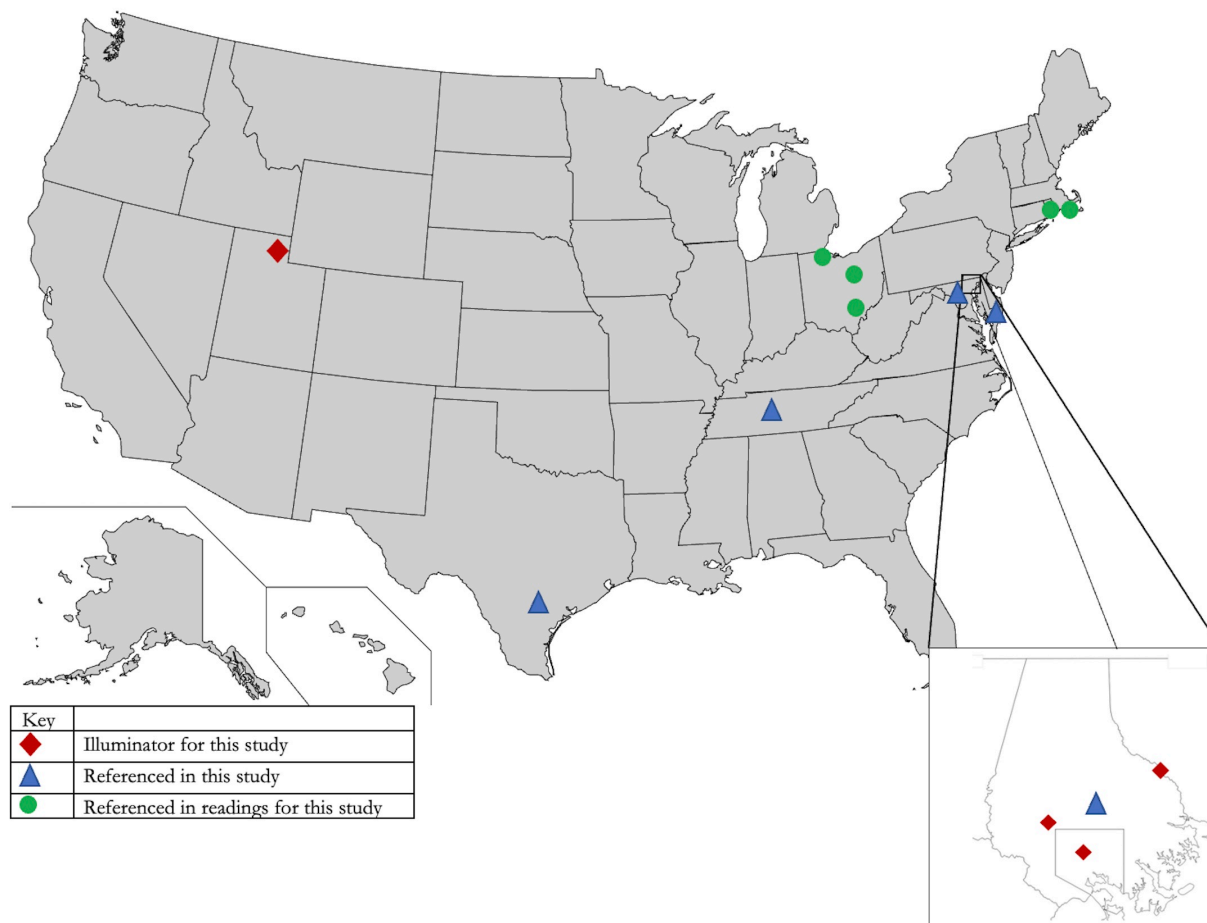 Key
Illuminator for this study
Referenced in this study
Referenced in readings for this study